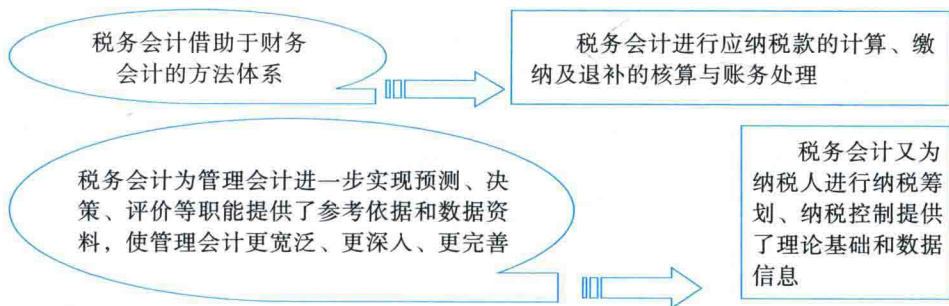 税务会计借助于财务
会计的方法体系
税务会计进行应纳税款的计算、缴
纳及退补的核算与账务处理
税务会计为管理会计进一步实现预测、决
策、评价等职能提供了参考依据和数据资
料，使管理会计更宽泛、更深入、更完善
税务会计又为
纳税人进行纳税筹
划、纳税控制提供
了理论基础和数据
信息